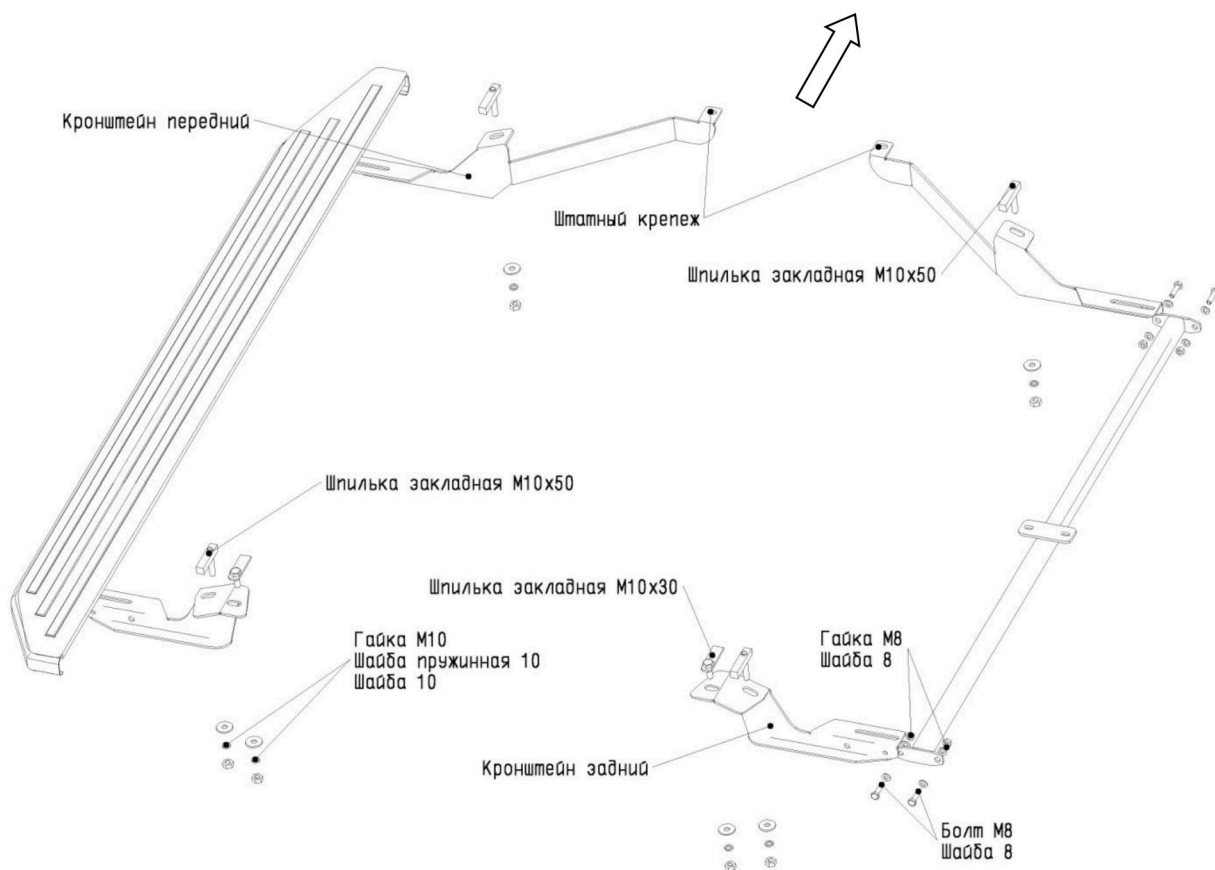 Кронштейн передний
Штатный крепеж
Шпилька закладная М10х50
Шпилька закладная М10х50
Шпилька закладная М10х30
Гайка М10
Шайба пружинная 10
Шайба 10
Гайка М8
Шайба 8
Кронштейн задний
Болт М8
Шайба 8